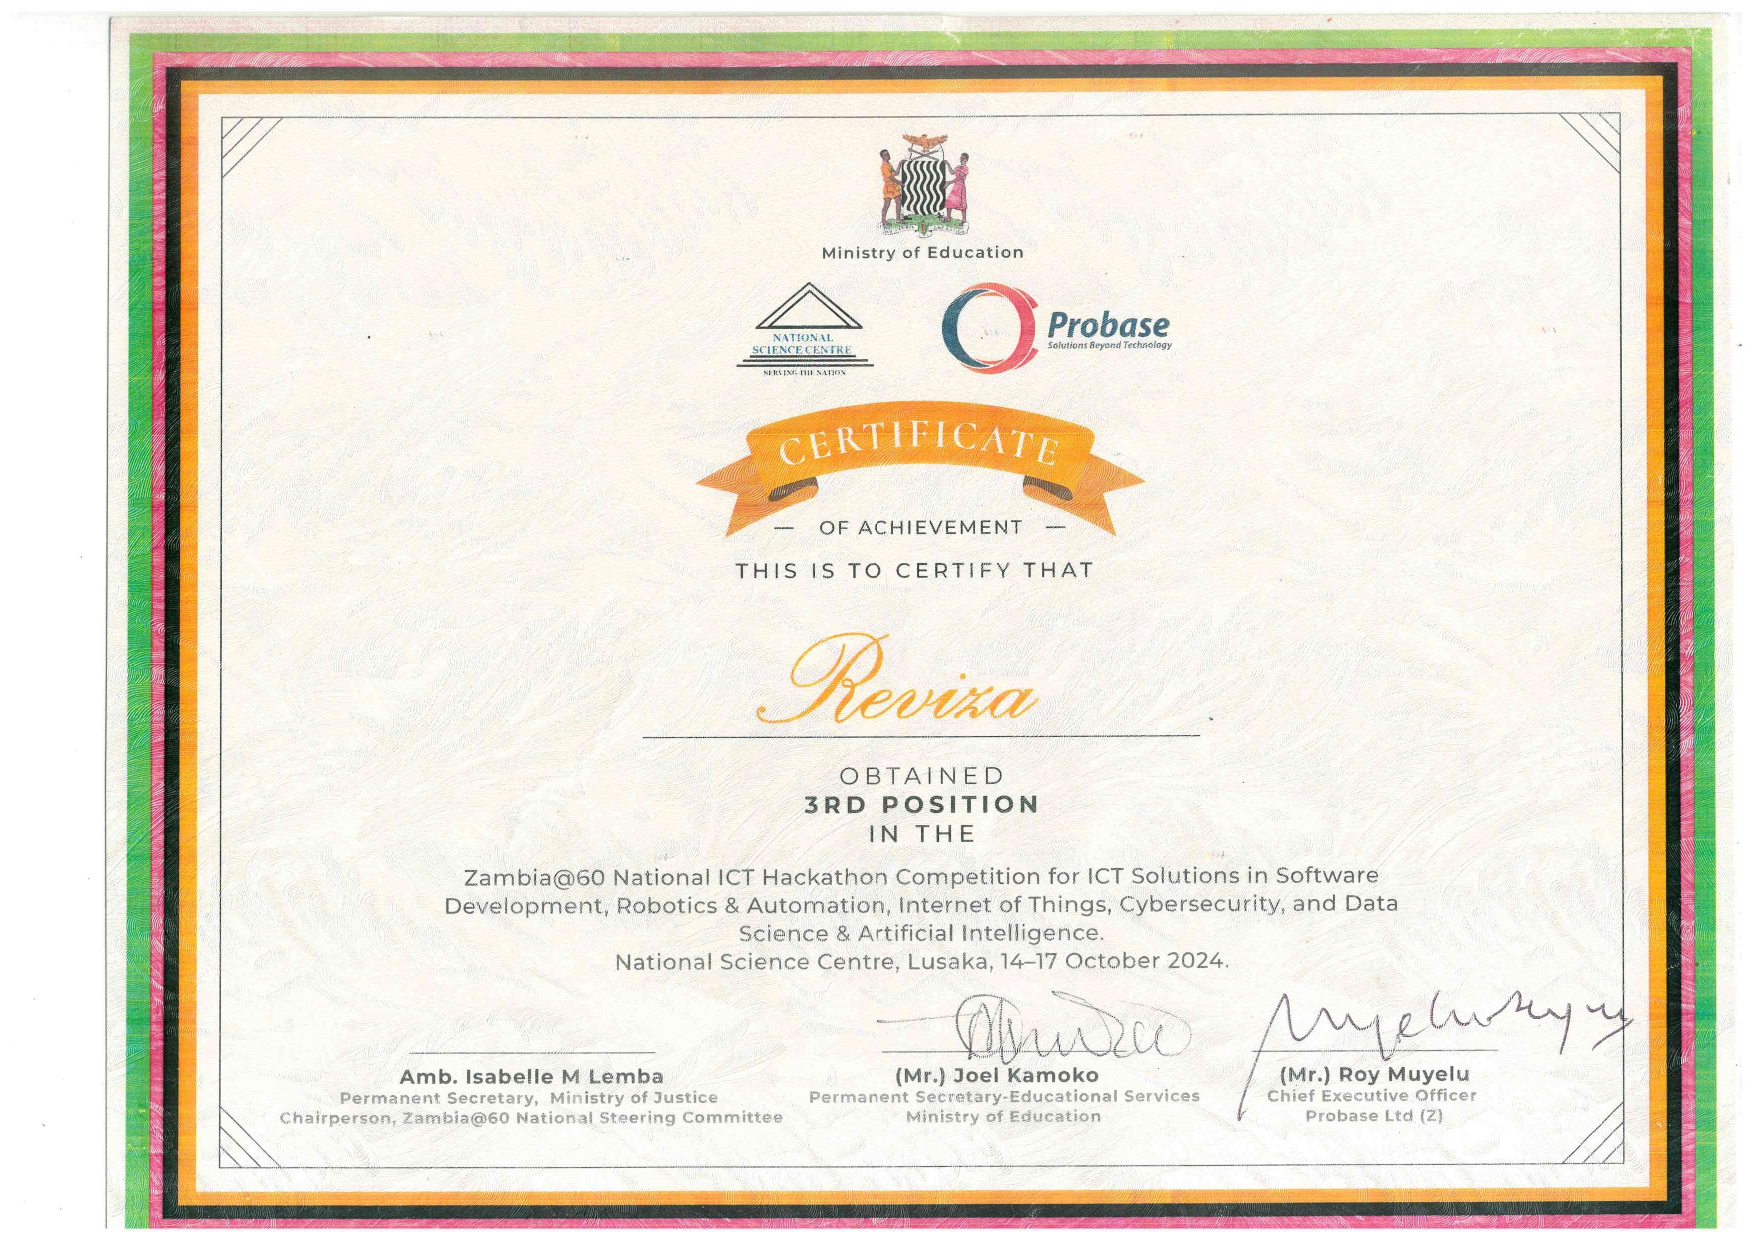 Ministry of Education
NATIONAL
SCIENCE CENTRE
SERVING THE NATION
Probase
Solutions Beyond Technology
CERTIFICATE
— OF ACHIEVEMENT —
THIS IS TO CERTIFY THAT
Reviza
OBTAINED
3RD POSITION
IN THE
Zambia@60 National ICT Hackathon Competition for ICT Solutions in Software
Development, Robotics & Automation, Internet of Things, Cybersecurity, and Data
Science & Artificial Intelligence.
National Science Centre, Lusaka, 14–17 October 2024.
Amb. Isabelle M Lemba
Permanent Secretary, Ministry of Justice
Chairperson, Zambia@60 National Steering Committee
(Mr.) Joel Kamoko
Permanent Secretary-Educational Services
Ministry of Education
(Mr.) Roy Muyelu
Chief Executive Officer
Probase Ltd (Z)